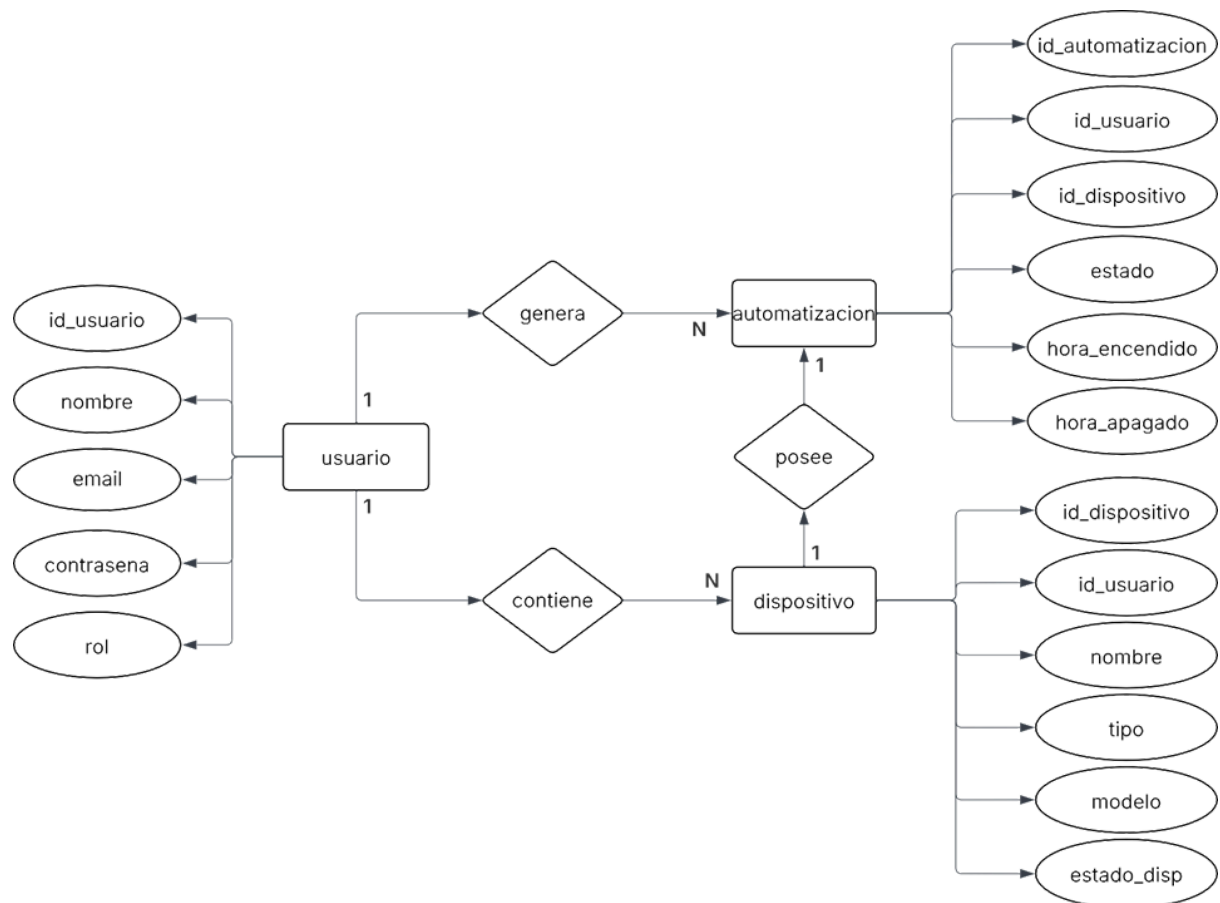 id_automatizacion
id_usuario
id_dispositivo
estado
hora_encendido
hora_apagado
genera
automatizacion
N
1
1
posee
id_usuario
nombre
email
contrasena
rol
usuario
1
1
N
contiene
dispositivo
id_dispositivo
id_usuario
nombre
tipo
modelo
estado_disp